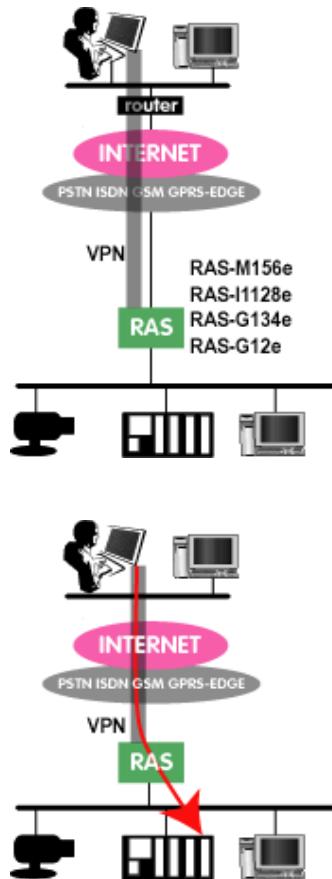 router
INTERNET
PSTN ISDN GSM GPRS-EDGE
VPN
RAS-M156e
RAS-I1128e
RAS-G134e
RAS-G12e
RAS
INTERNET
PSTN ISDN GSM GPRS-EDGE
VPN
RAS